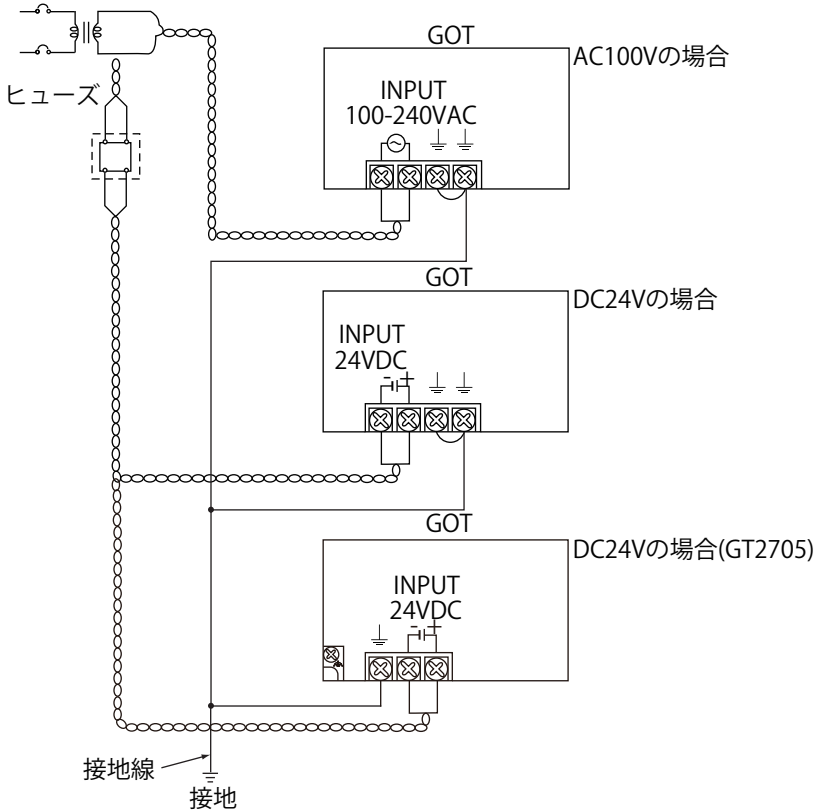 GOT
AC100Vの場合
INPUT
100-240VAC
ヒューズ
GOT
DC24Vの場合
INPUT
24VDC
- +
GOT
DC24Vの場合(GT2705)
INPUT
24VDC
- +
接地線
接地